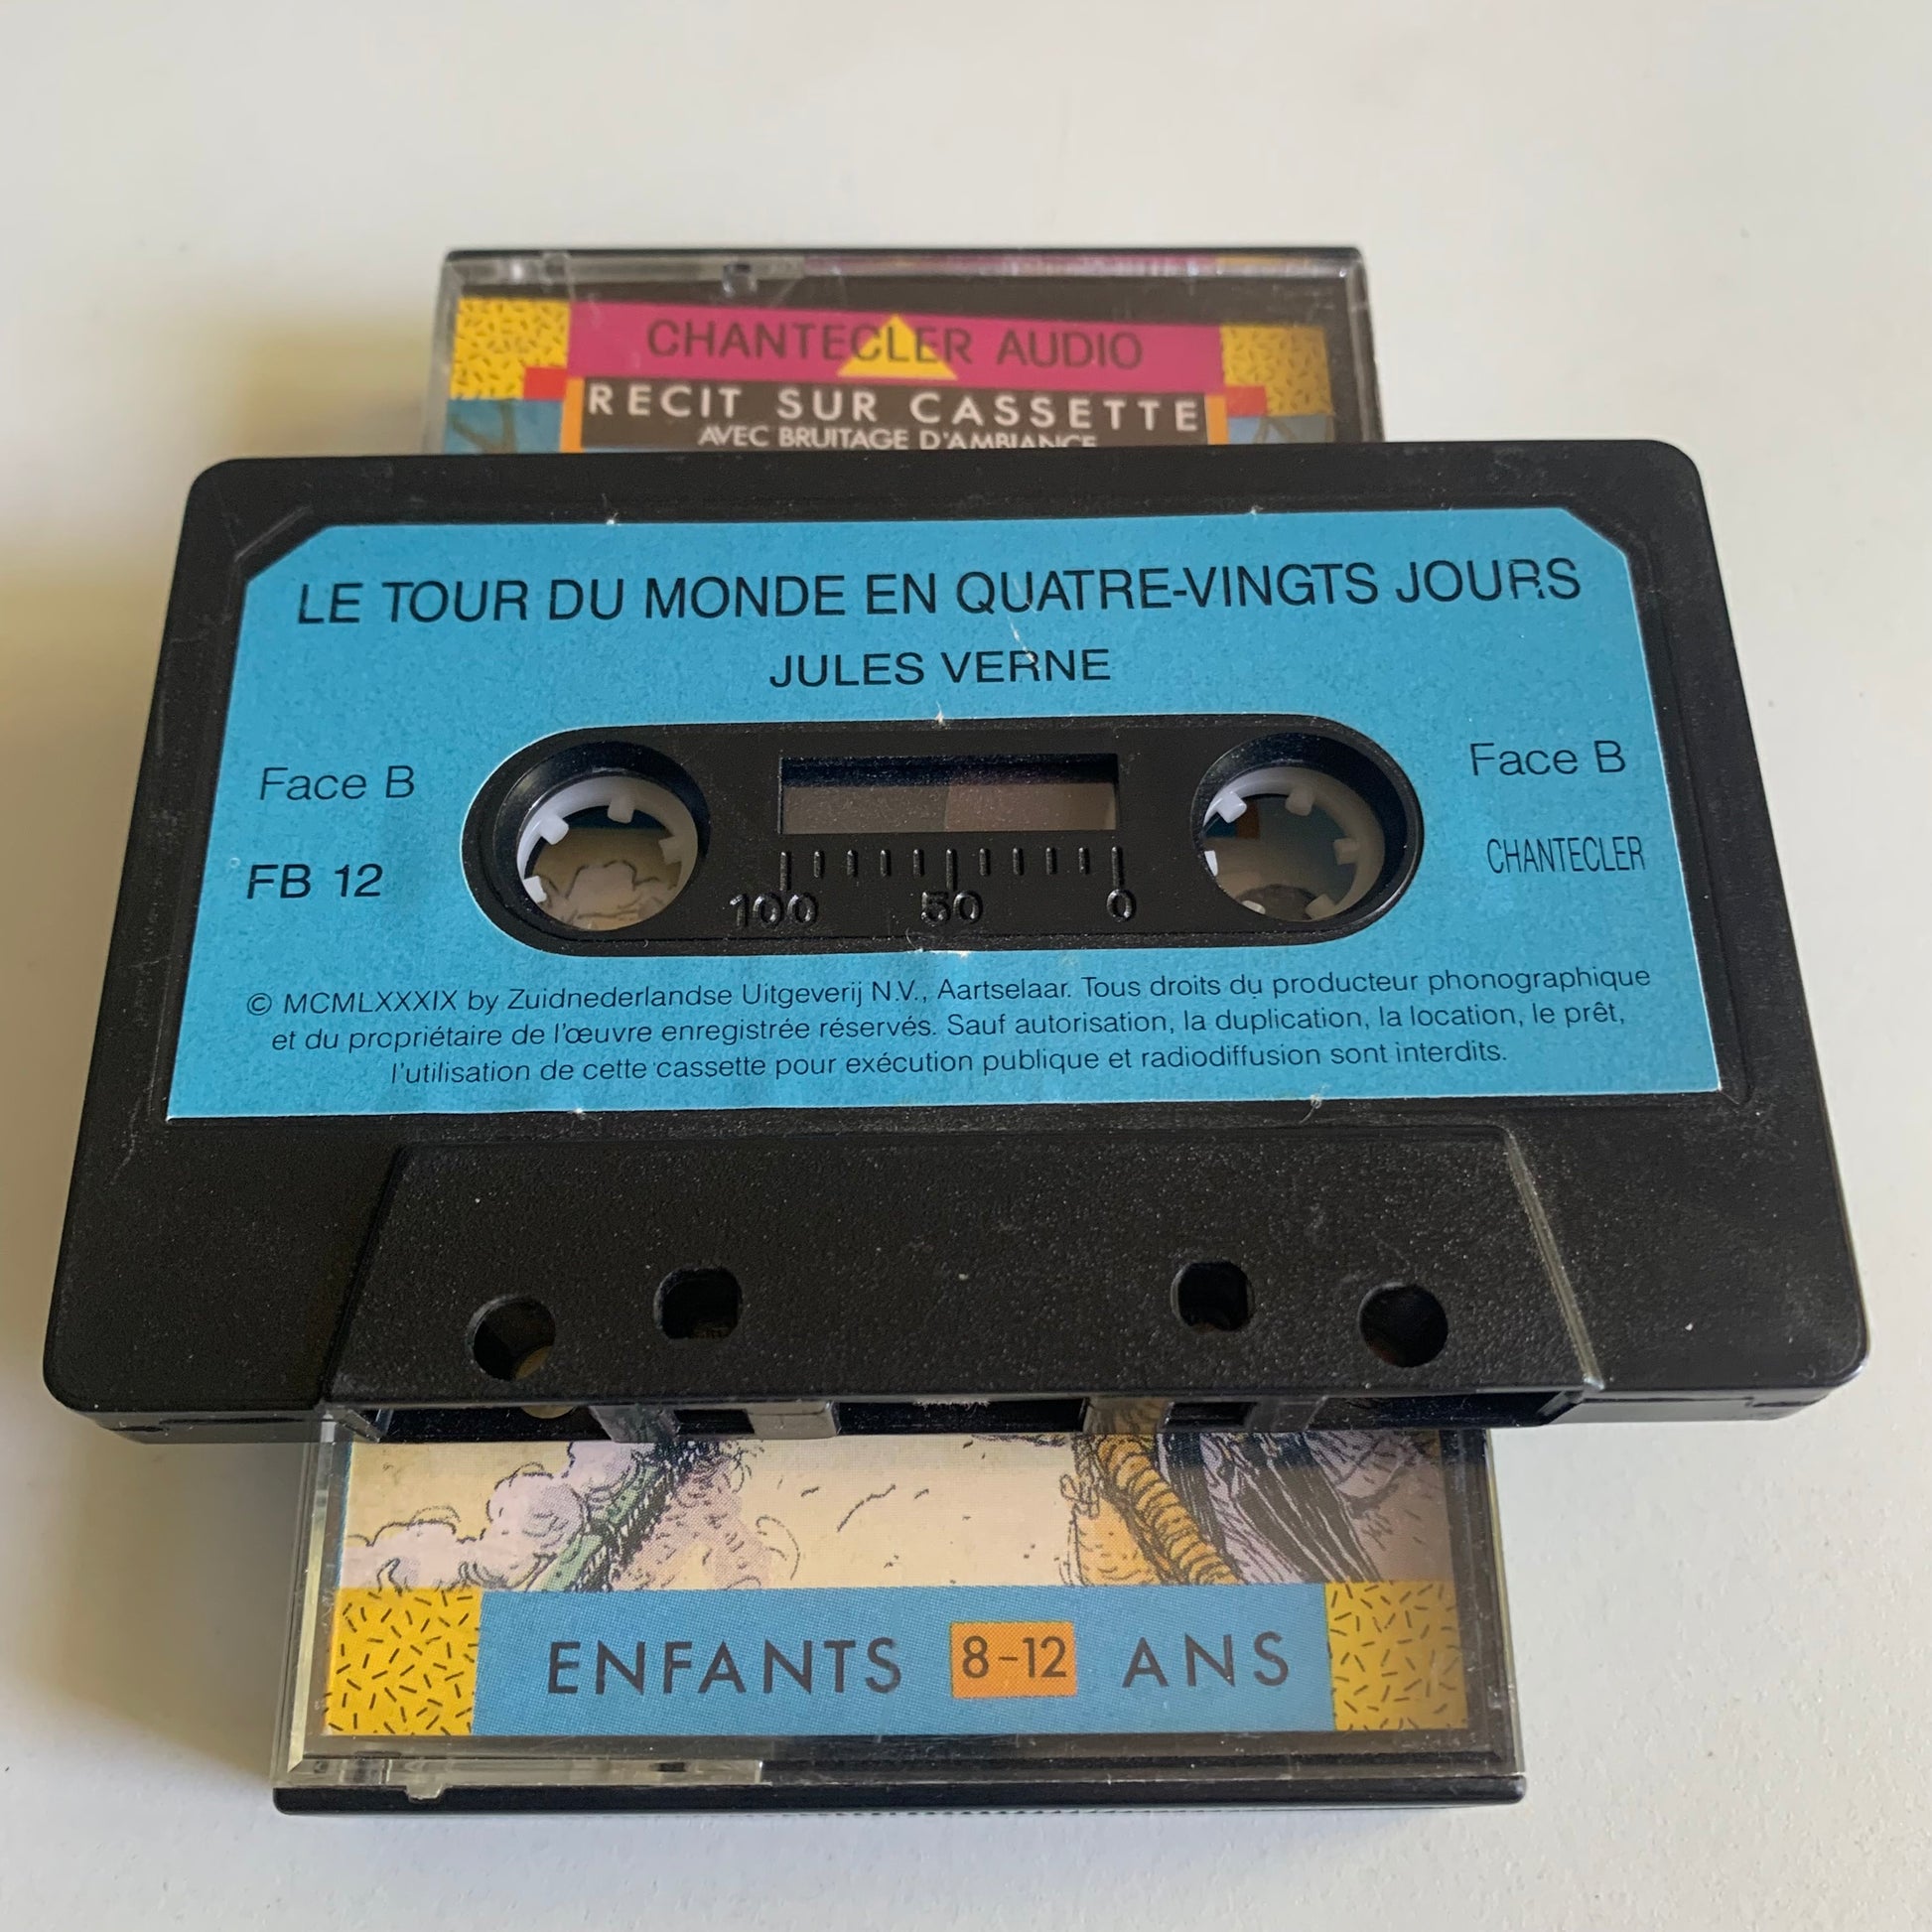 CHANTECLER AUDIO
RECIT SUR CASSETTE
AVEC BRUITAGE D'AMBIANCE
LE TOUR DU MONDE EN QUATRE-VINGTS JOURS
JULES VERNE
Face B
Face B
FB 12
CHANTECLER
100 50 0
© MCMLXXXIX by Zuidnederlandse Uitgeverij N.V., Aartselaar. Tous droits du producteur phonographique
et du propriétaire de l'œuvre enregistrée réservés. Sauf autorisation, la duplication, la location, le prêt,
l'utilisation de cette cassette pour exécution publique et radiodiffusion sont interdits.
ENFANTS 8-12 ANS